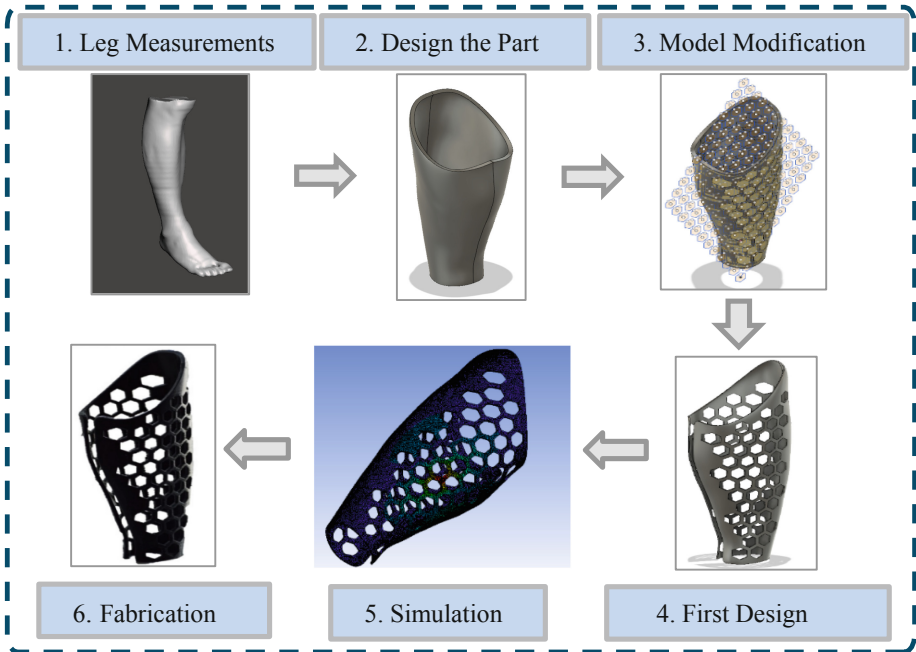 1. Leg Measurements
2. Design the Part
3. Model Modification
6. Fabrication
5. Simulation
4. First Design